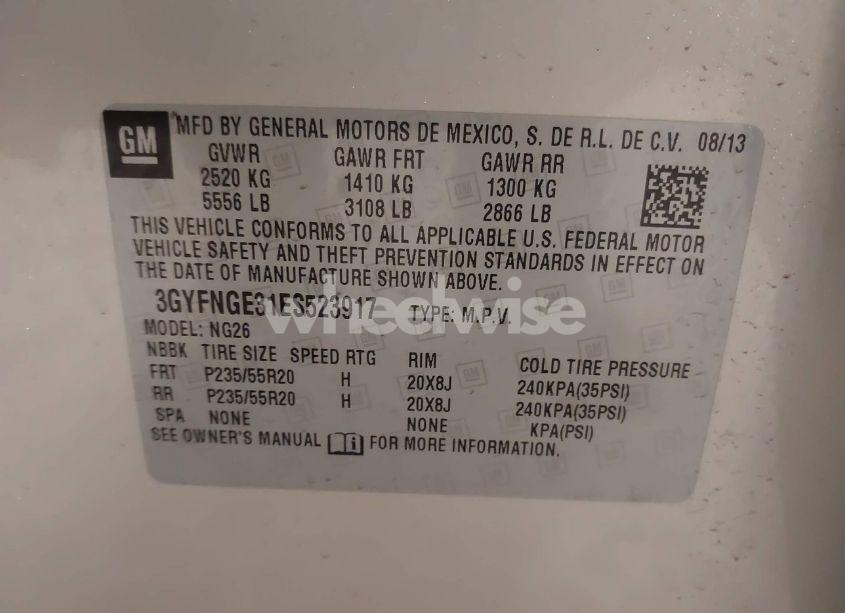 GM MFD BY GENERAL MOTORS DE MEXICO, S. DE R.L. DE C.V. 08/13
GVWR GAWR FRT GAWR RR
2520 KG 1410 KG 1300 KG
5556 LB 3108 LB 2866 LB
THIS VEHICLE CONFORMS TO ALL APPLICABLE U.S. FEDERAL MOTOR
VEHICLE SAFETY AND THEFT PREVENTION STANDARDS IN EFFECT ON
THE DATE OF MANUFACTURE SHOWN ABOVE.
3GYFNGE31ES523917 TYPE: M.P.V.
wheelwise
MODEL: NG26
NBBK TIRE SIZE SPEED RTG RIM COLD TIRE PRESSURE
FRT P235/55R20 H 20X8J 240KPA(35PSI)
RR P235/55R20 H 20X8J 240KPA(35PSI)
SPA NONE NONE KPA(PSI)
SEE OWNER'S MANUAL FOR MORE INFORMATION.